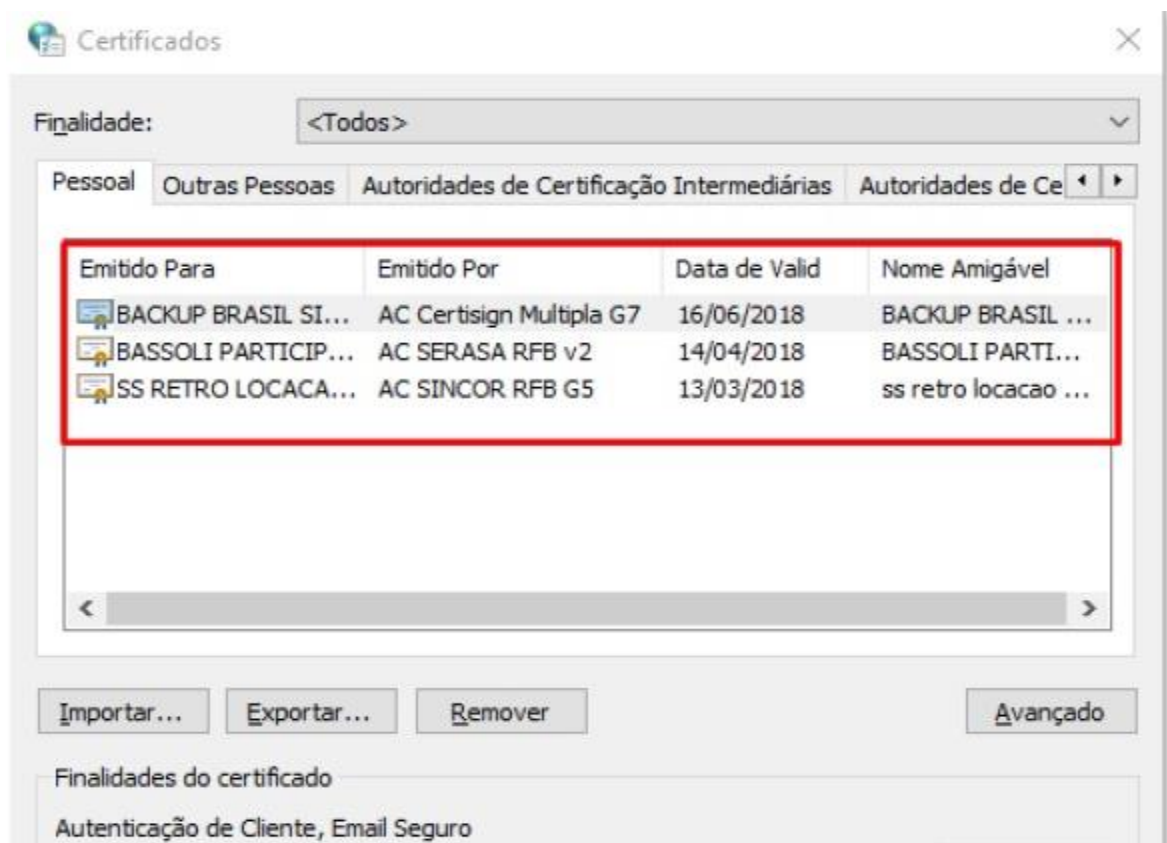 Certificados
Finalidade: <Todos>
Pessoal Outras Pessoas Autoridades de Certificação Intermediárias Autoridades de Ce
Emitido Para Emitido Por Data de Valid Nome Amigável
BACKUP BRASIL SI... AC Certisign Multipla G7 16/06/2018 BACKUP BRASIL ...
BASSOLI PARTICIP... AC SERASA RFB v2 14/04/2018 BASSOLI PARTI...
SS RETRO LOCACA... AC SINCOR RFB G5 13/03/2018 ss retro locacao ...
Importar... Exportar... Remover Avançado
Finalidades do certificado
Autenticação de Cliente, Email Seguro